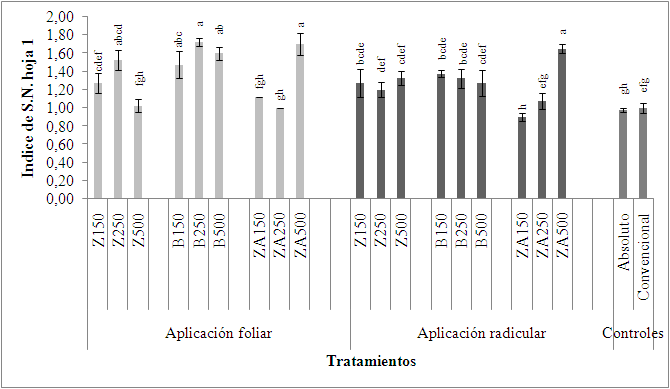 Indice de S.N. hoja 1
2,00
1,80
1,60
1,40
1,20
1,00
0,80
0,60
0,40
0,20
0,00
cdef
abcd
fgh
abc
a
ab
fgh
gh
a
bcde
def
cdef
bcde
bcde
cdef
h
efg
a
gh
fgh
Z150
Z250
Z500
B150
B250
B500
ZA150
ZA250
ZA500
Z150
Z250
Z500
B150
B250
B500
ZA150
ZA250
ZA500
Absoluto
Convencional
Aplicación foliar
Aplicación radicular
Controles
Tratamientos